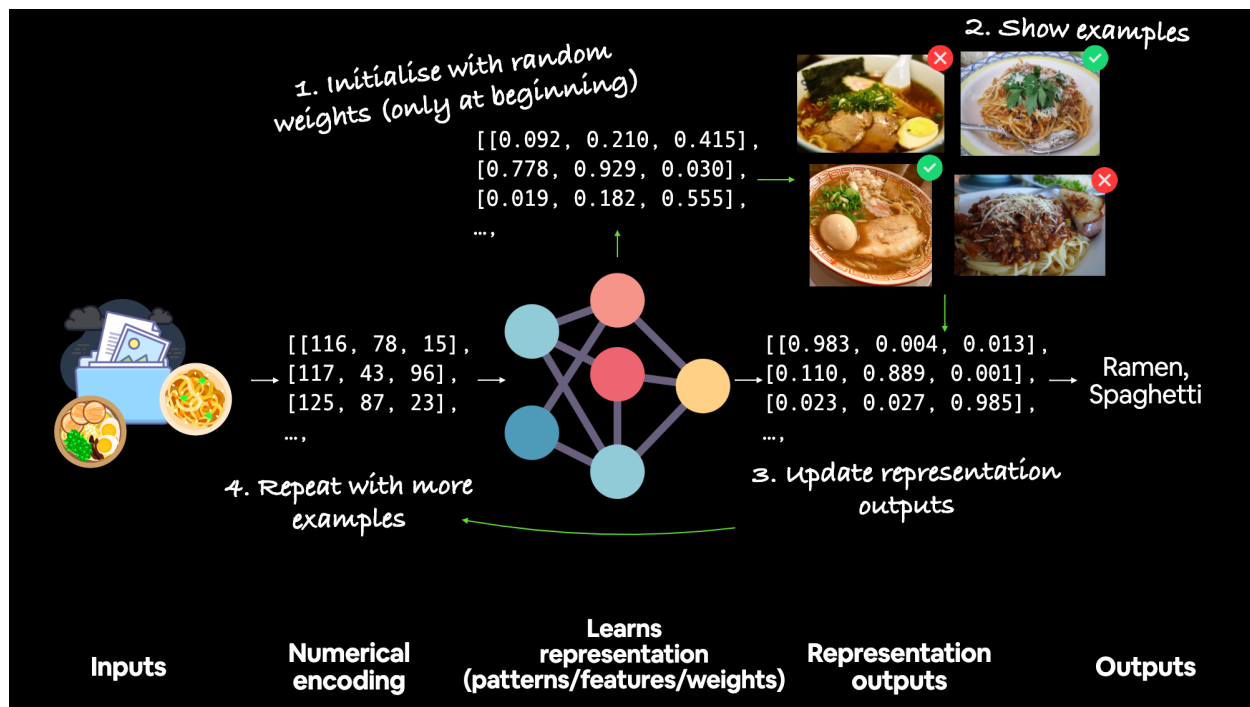 1. Initialise with random
weights (only at beginning)
2. Show examples
[[0.092, 0.210, 0.415],
[0.778, 0.929, 0.030],
[0.019, 0.182, 0.555],
…,
[[116, 78, 15],
[117, 43, 96],
[125, 87, 23],
…,
[[0.983, 0.004, 0.013],
[0.110, 0.889, 0.001],
[0.023, 0.027, 0.985],
…,
Ramen,
Spaghetti
4. Repeat with more
examples
3. Update representation
outputs
Inputs
Numerical
encoding
Learns
representation
(patterns/features/weights)
Representation
outputs
Outputs